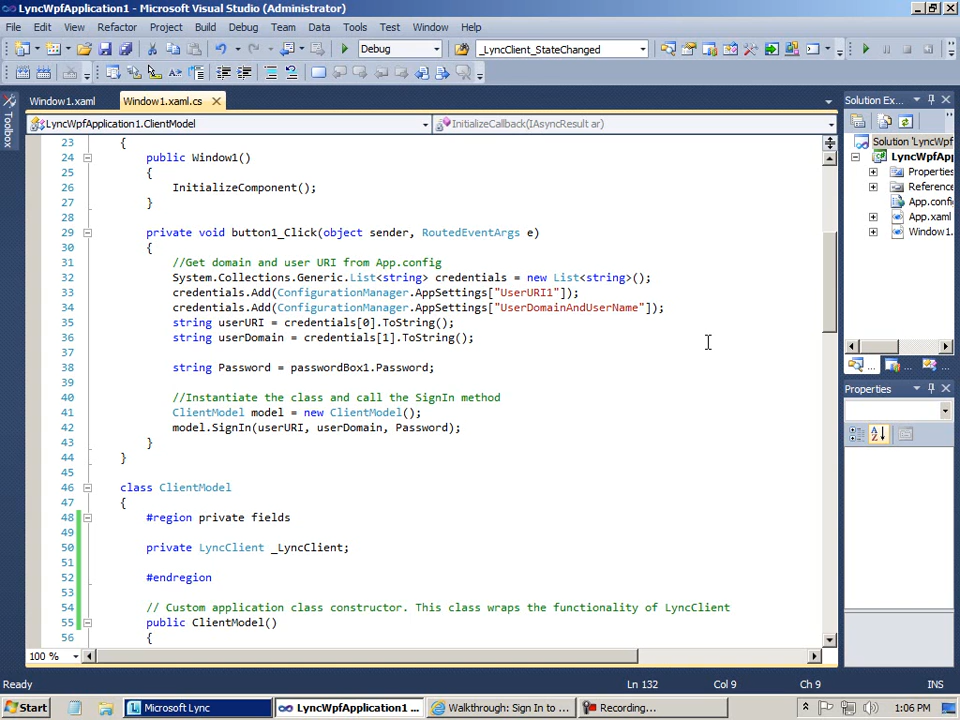 LyncWpfApplication1 - Microsoft Visual Studio (Administrator)
File Edit View Refactor Project Build Debug Team Data Tools Test Window Help
Debug _LyncClient_StateChanged
Toolbox
Window1.xaml Window1.xaml.cs
LyncWpfApplication1.ClientModel InitializeCallback(IAsyncResult ar)
23 {
24 public Window1()
25 {
26 InitializeComponent();
27 }
28
29 private void button1_Click(object sender, RoutedEventArgs e)
30 {
31 //Get domain and user URI from App.config
32 System.Collections.Generic.List<string> credentials = new List<string>();
33 credentials.Add(ConfigurationManager.AppSettings["UserURI1"]);
34 credentials.Add(ConfigurationManager.AppSettings["UserDomainAndUserName"]);
35 string userURI = credentials[0].ToString();
36 string userDomain = credentials[1].ToString();
37
38 string Password = passwordBox1.Password;
39
40 //Instantiate the class and call the SignIn method
41 ClientModel model = new ClientModel();
42 model.SignIn(userURI, userDomain, Password);
43 }
44 }
45
46 class ClientModel
47 {
48 #region private fields
49
50 private LyncClient _LyncClient;
51
52 #endregion
53
54 // Custom application class constructor. This class wraps the functionality of LyncClient
55 public ClientModel()
56 {
100 %
Solution Ex...
Solution 'LyncWpf
LyncWpfAp
Properties
Reference
App.config
App.xaml
Window1.
Properties
Ready Ln 132 Col 9 Ch 9 INS
Start Microsoft Lync LyncWpfApplication1 ... Walkthrough: Sign In to ... Recording... 1:06 PM